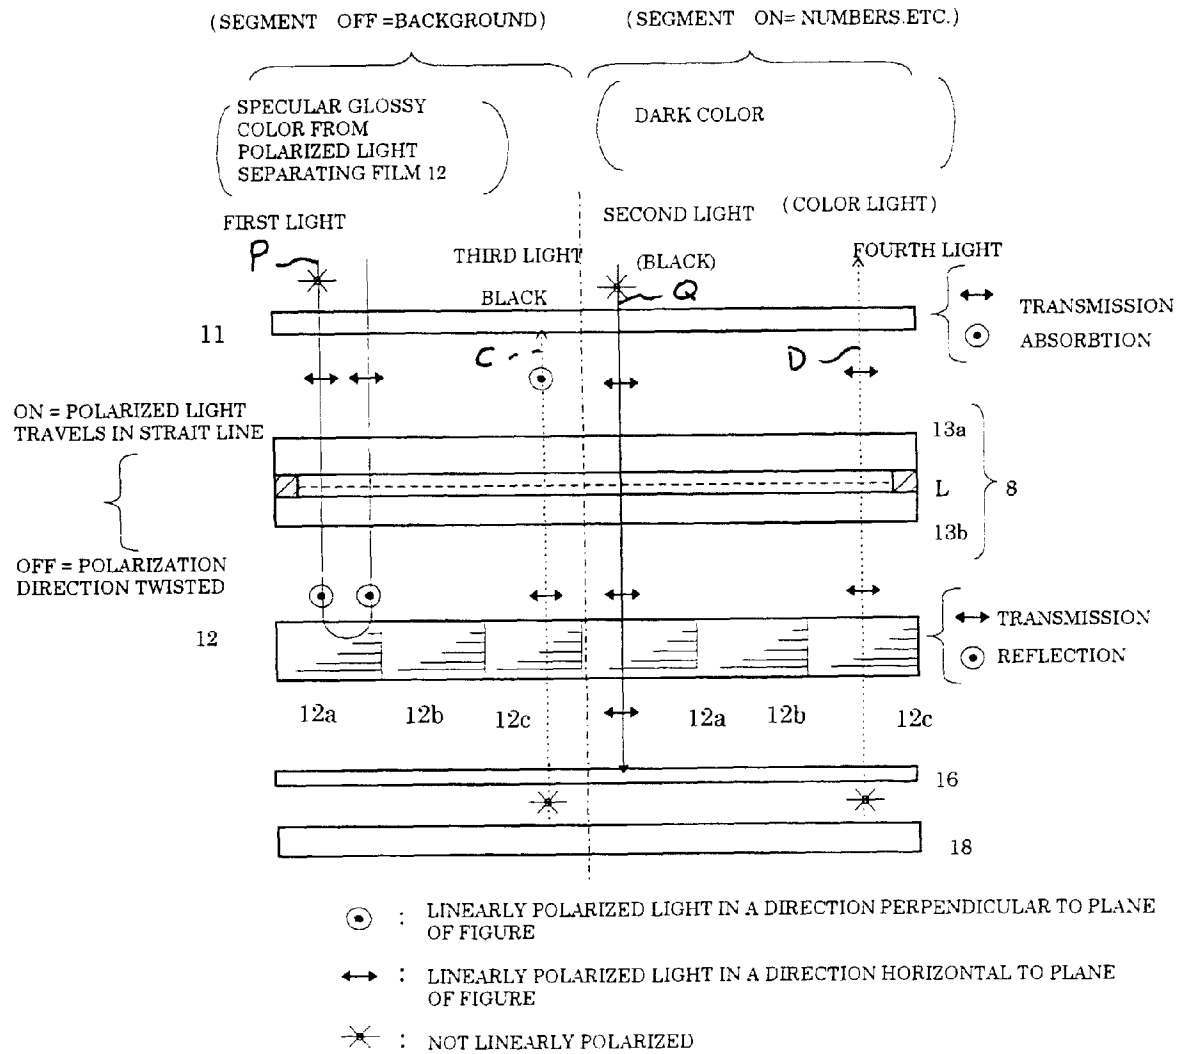 (SEGMENT OFF =BACKGROUND)
(SEGMENT ON= NUMBERS.ETC.)
SPECULAR GLOSSY
COLOR FROM
POLARIZED LIGHT
SEPARATING FILM 12
DARK COLOR
FIRST LIGHT
SECOND LIGHT
(COLOR LIGHT)
P
THIRD LIGHT
(BLACK)
FOURTH LIGHT
BLACK
Q
TRANSMISSION
11
ABSORBTION
C
D
ON = POLARIZED LIGHT
TRAVELS IN STRAIT LINE
13a
L
8
13b
OFF = POLARIZATION
DIRECTION TWISTED
12
TRANSMISSION
REFLECTION
12a
12b
12c
12a
12b
12c
16
18
: LINEARLY POLARIZED LIGHT IN A DIRECTION PERPENDICULAR TO PLANE
OF FIGURE
: LINEARLY POLARIZED LIGHT IN A DIRECTION HORIZONTAL TO PLANE
OF FIGURE
: NOT LINEARLY POLARIZED